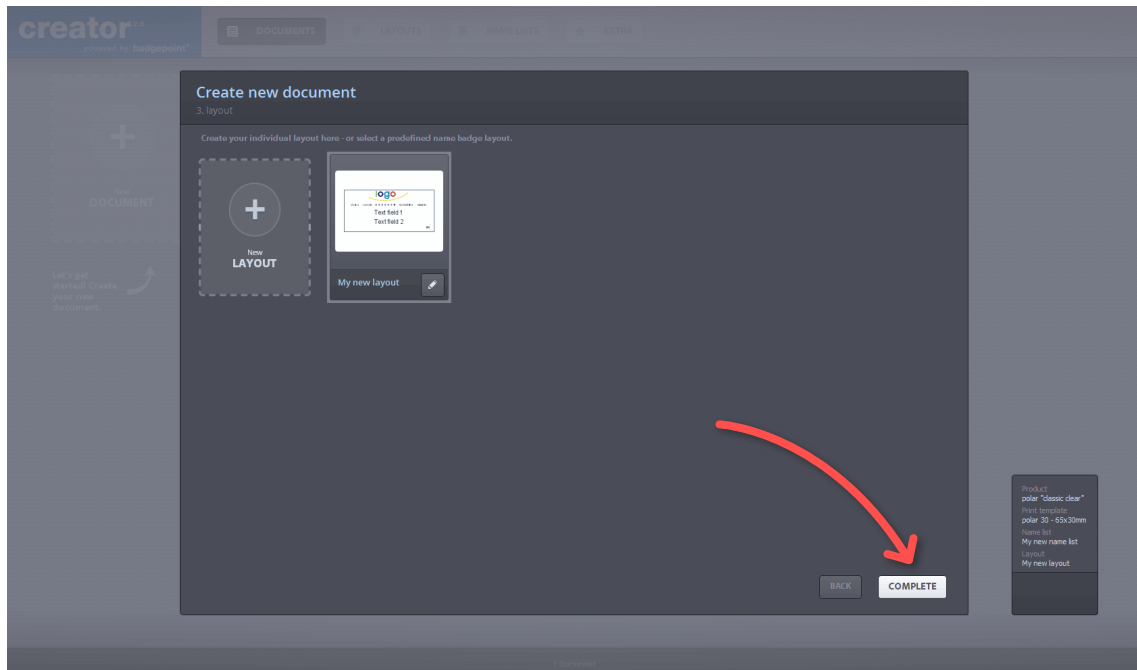 creator 2.0
powered by badgepoint®
DOCUMENTS
LAYOUTS
NAME LISTS
EXTRA
New
DOCUMENT
Let's get
started! Create
your new
document.
Create new document
3. layout
Create your individual layout here - or select a predefined name badge layout.
New
LAYOUT
logo
Text field 1
Text field 2
My new layout
BACK
COMPLETE
Product
polar "classic clear"
Print template
polar 30 - 65x30mm
Name list
My new name list
Layout
My new layout